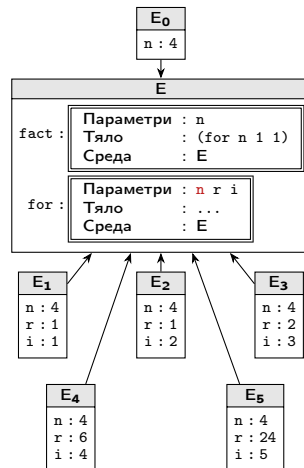 E0
n : 4
E
fact :
Параметри : n
Тяло : (for n 1 1)
Среда : E
for :
Параметри : n r i
Тяло : ...
Среда : E
E1
n : 4
r : 1
i : 1
E2
n : 4
r : 1
i : 2
E3
n : 4
r : 2
i : 3
E4
n : 4
r : 6
i : 4
E5
n : 4
r : 24
i : 5